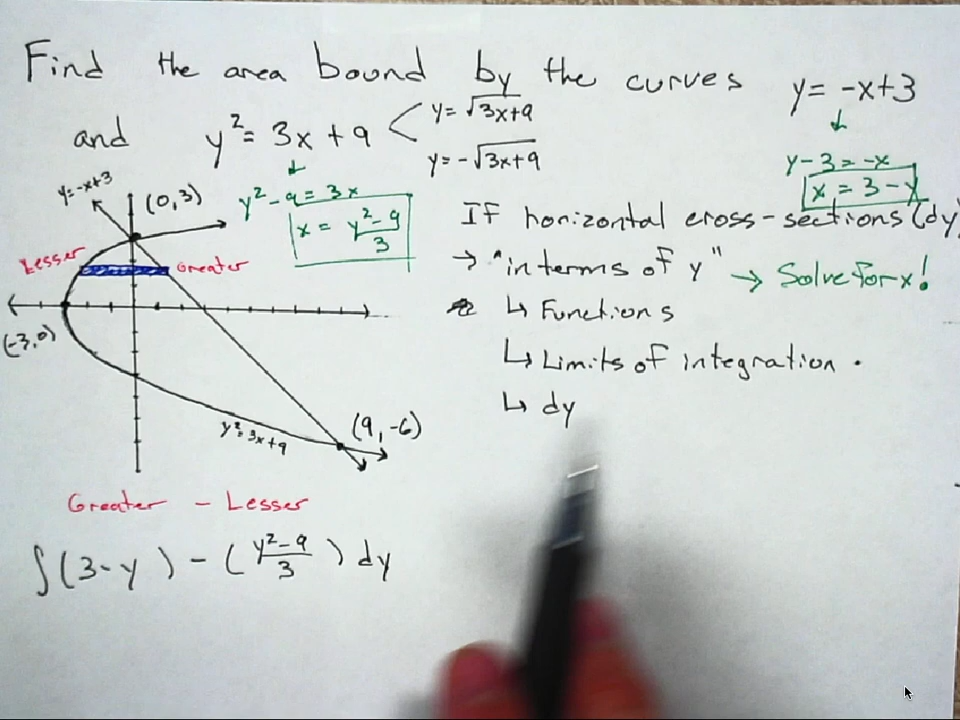 Find the area bound by the curves y = -x+3
and y² = 3x + 9
y = √3x+9
y = -√3x+9
↓
y-3 = -x
x = 3 - y
↓
y² - 9 = 3x
x = y²-9/3
y=-x+3
(0,3)
Lesser
Greater
(-3,0)
y²=3x+9
(9,-6)
If horizontal cross-sections (dy
→ "in terms of y" → Solve for x!
↳ Functions
↳ Limits of integration .
↳ dy
Greater - Lesser
∫(3-y) - (y²-9/3) dy